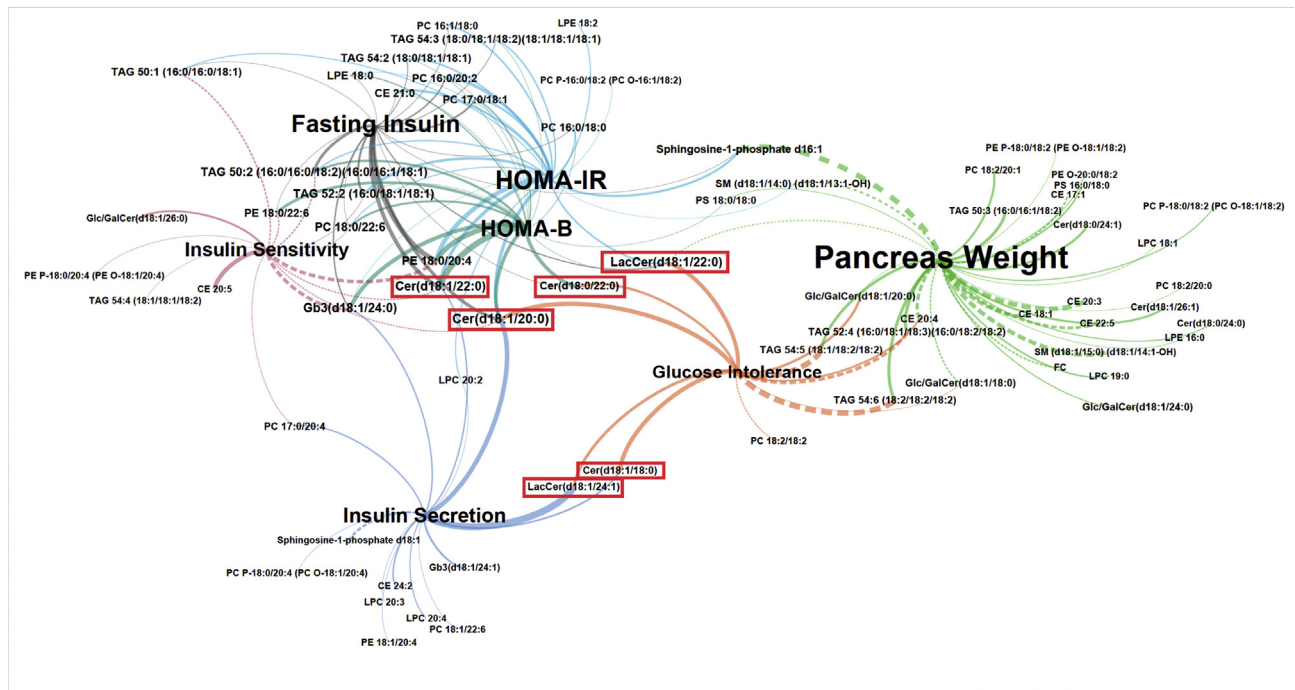 PC 16:1/18:0
LPE 18:2
TAG 54:3 (18:0/18:1/18:2)(18:1/18:1/18:1)
TAG 54:2 (18:0/18:1/18:1)
TAG 50:1 (16:0/16:0/18:1)
LPE 18:0
PC 16:0/20:2
PC P-16:0/18:2 (PC O-16:1/18:2)
CE 21:0
PC 17:0/18:1
Fasting Insulin
PC 16:0/18:0
Sphingosine-1-phosphate d16:1
PE P-18:0/18:2 (PE O-18:1/18:2)
TAG 50:2 (16:0/16:0/18:2)(16:0/16:1/18:1)
PC 18:2/20:1
PE O-20:0/18:2
HOMA-IR
SM (d18:1/14:0) (d18:1/13:1-OH)
PS 16:0/18:0
TAG 52:2 (16:0/18:1/18:1)
CE 17:1
PS 18:0/18:0
PC P-18:0/18:2 (PC O-18:1/18:2)
PE 18:0/22:6
TAG 50:3 (16:0/16:1/18:2)
Glc/GalCer(d18:1/26:0)
PC 18:0/22:6
HOMA-B
Cer(d18:0/24:1)
Insulin Sensitivity
LPC 18:1
PE 18:0/20:4
LacCer(d18:1/22:0)
Pancreas Weight
PE P-18:0/20:4 (PE O-18:1/20:4)
CE 20:5
Cer(d18:1/22:0)
Cer(d18:0/22:0)
PC 18:2/20:0
TAG 54:4 (18:1/18:1/18:2)
Glc/GalCer(d18:1/20:0)
CE 20:3
Gb3(d18:1/24:0)
Cer(d18:1/26:1)
CE 18:1
Cer(d18:1/20:0)
CE 20:4
CE 22:5
Cer(d18:0/24:0)
TAG 52:4 (16:0/18:1/18:3)(16:0/18:2/18:2)
LPE 16:0
TAG 54:5 (18:1/18:2/18:2)
SM (d18:1/15:0) (d18:1/14:1-OH)
FC
Glucose Intolerance
LPC 19:0
LPC 20:2
Glc/GalCer(d18:1/18:0)
TAG 54:6 (18:2/18:2/18:2)
Glc/GalCer(d18:1/24:0)
PC 17:0/20:4
PC 18:2/18:2
Cer(d18:1/18:0)
LacCer(d18:1/24:1)
Insulin Secretion
Sphingosine-1-phosphate d18:1
Gb3(d18:1/24:1)
PC P-18:0/20:4 (PC O-18:1/20:4)
CE 24:2
LPC 20:3
LPC 20:4
PC 18:1/22:6
PE 18:1/20:4